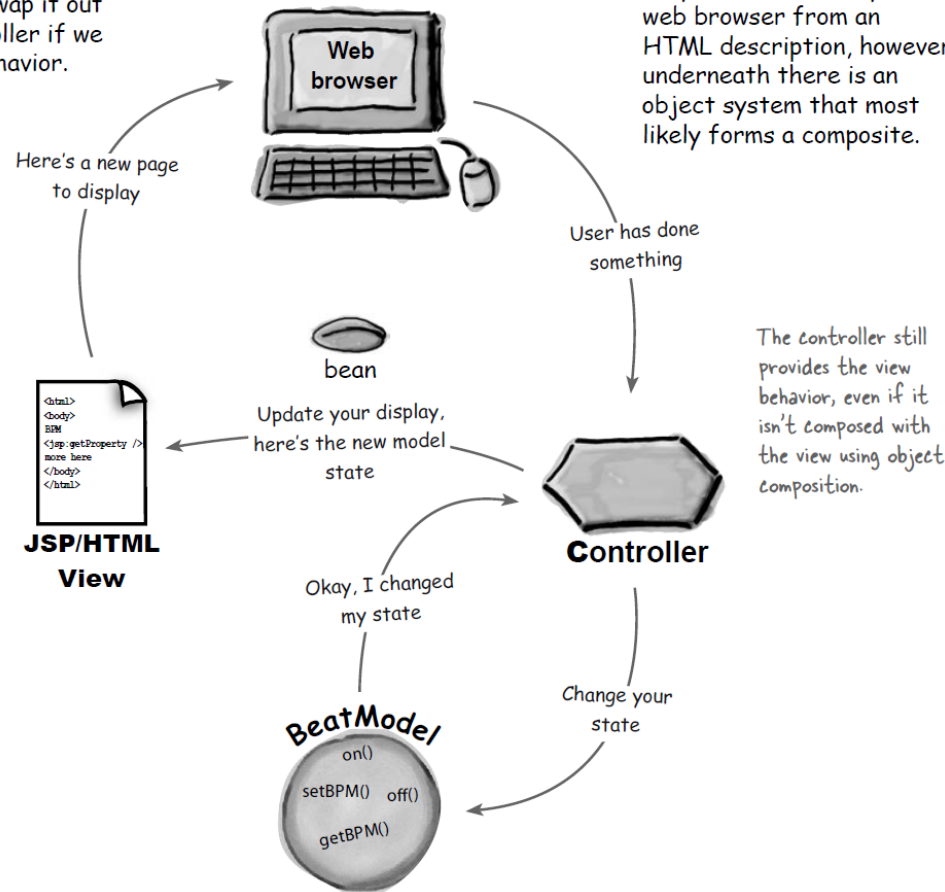 swap it out
oller if we
havior.
web browser from an
HTML description, however
underneath there is an
object system that most
likely forms a composite.
Web
browser
Here's a new page
to display
User has done
something
bean
Update your display,
here's the new model
state
The controller still
provides the view
behavior, even if it
isn't composed with
the view using object
composition.
<html>
<body>
BPM
<jsp:getProperty />
more here
</body>
</html>
JSP/HTML
View
Controller
Okay, I changed
my state
Change your
state
BeatModel
on()
setBPM() off()
getBPM()